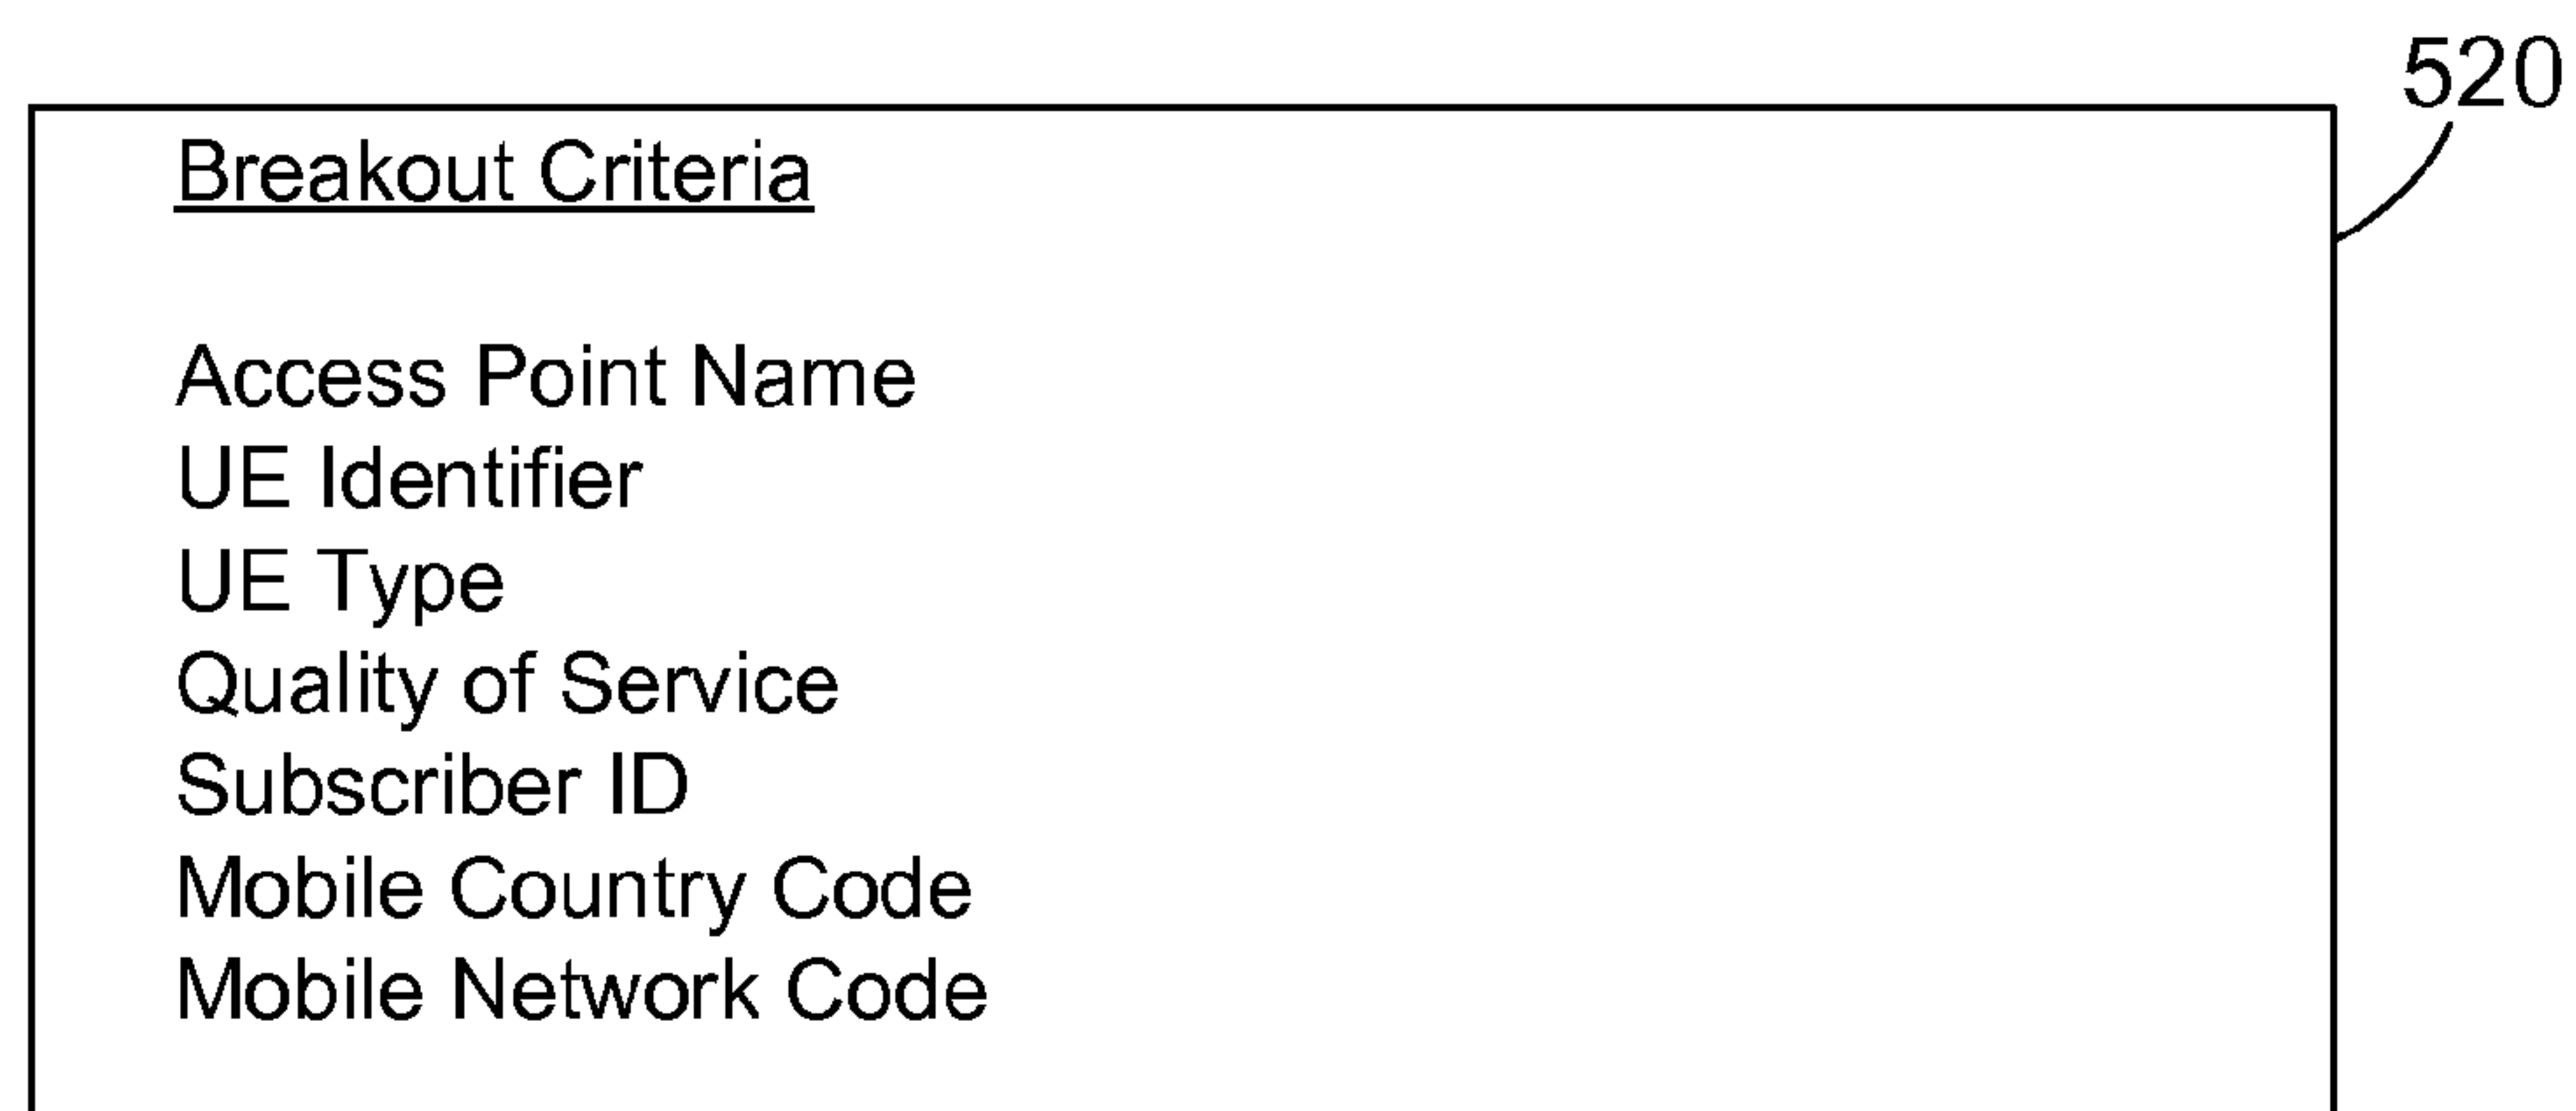 520
Breakout Criteria
Access Point Name
UE Identifier
UE Type
Quality of Service
Subscriber ID
Mobile Country Code
Mobile Network Code